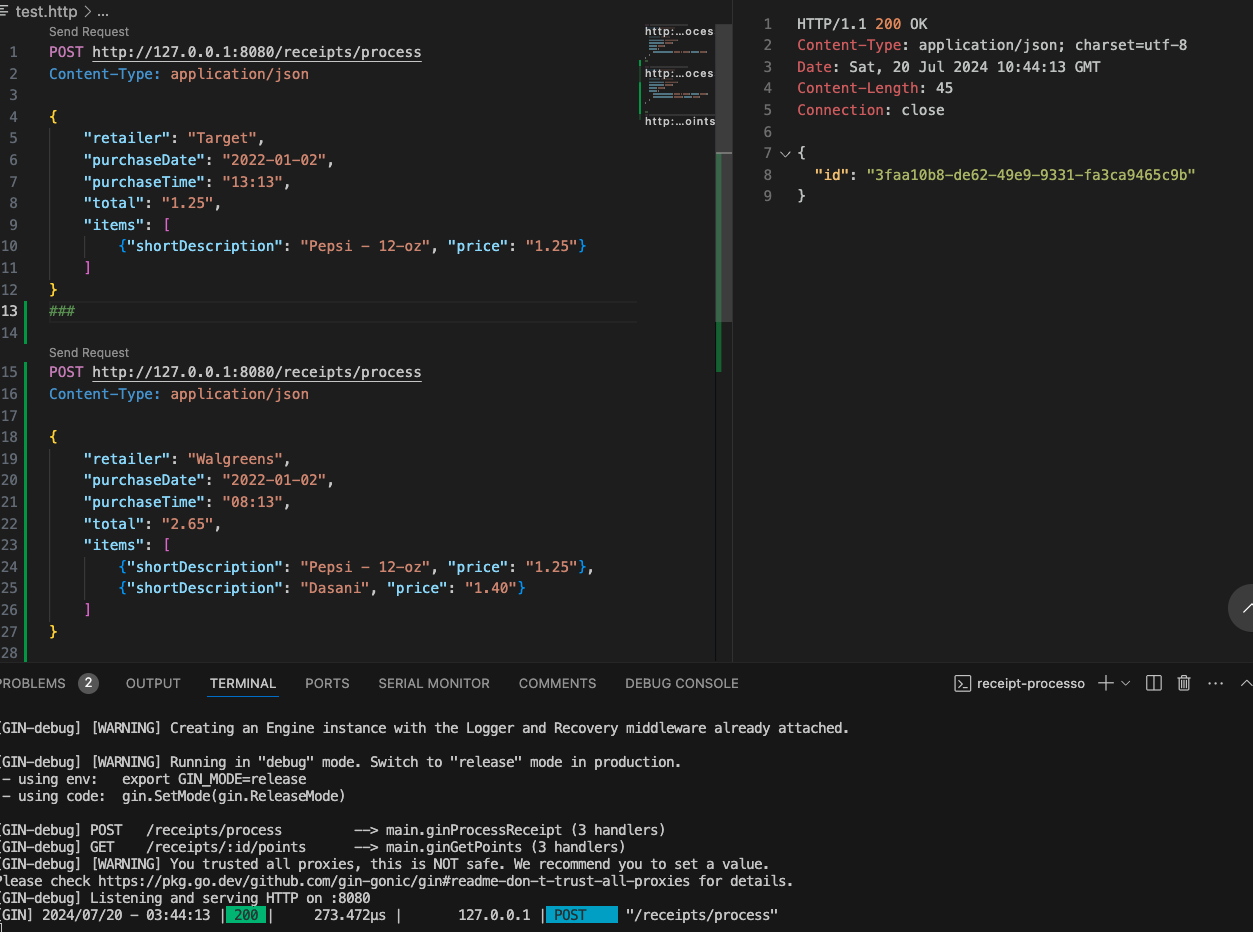 test.http > ...
Send Request
1 POST http://127.0.0.1:8080/receipts/process
2 Content-Type: application/json
3
4 {
5 "retailer": "Target",
6 "purchaseDate": "2022-01-02",
7 "purchaseTime": "13:13",
8 "total": "1.25",
9 "items": [
10 {"shortDescription": "Pepsi - 12-oz", "price": "1.25"}
11 ]
12 }
13 ###
14
Send Request
15 POST http://127.0.0.1:8080/receipts/process
16 Content-Type: application/json
17
18 {
19 "retailer": "Walgreens",
20 "purchaseDate": "2022-01-02",
21 "purchaseTime": "08:13",
22 "total": "2.65",
23 "items": [
24 {"shortDescription": "Pepsi - 12-oz", "price": "1.25"},
25 {"shortDescription": "Dasani", "price": "1.40"}
26 ]
27 }
28
http:...oces
http:...oces
http:...oints
1 HTTP/1.1 200 OK
2 Content-Type: application/json; charset=utf-8
3 Date: Sat, 20 Jul 2024 10:44:13 GMT
4 Content-Length: 45
5 Connection: close
6
7 {
8 "id": "3faa10b8-de62-49e9-9331-fa3ca9465c9b"
9 }
ROBLEMS 2 OUTPUT TERMINAL PORTS SERIAL MONITOR COMMENTS DEBUG CONSOLE receipt-processo
[GIN-debug] [WARNING] Creating an Engine instance with the Logger and Recovery middleware already attached.
[GIN-debug] [WARNING] Running in "debug" mode. Switch to "release" mode in production.
- using env: export GIN_MODE=release
- using code: gin.SetMode(gin.ReleaseMode)
[GIN-debug] POST /receipts/process --> main.ginProcessReceipt (3 handlers)
[GIN-debug] GET /receipts/:id/points --> main.ginGetPoints (3 handlers)
[GIN-debug] [WARNING] You trusted all proxies, this is NOT safe. We recommend you to set a value.
Please check https://pkg.go.dev/github.com/gin-gonic/gin#readme-don-t-trust-all-proxies for details.
[GIN-debug] Listening and serving HTTP on :8080
[GIN] 2024/07/20 - 03:44:13 | 200 | 273.472µs | 127.0.0.1 | POST "/receipts/process"